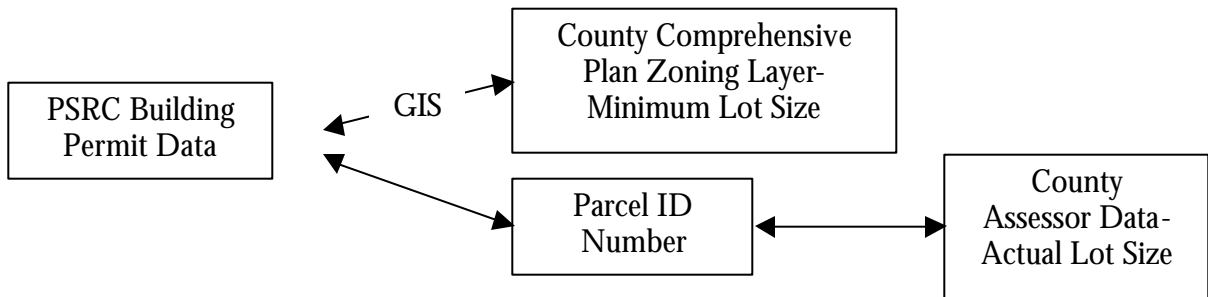 PSRC Building
Permit Data
GIS
County Comprehensive
Plan Zoning Layer-
Minimum Lot Size
Parcel ID
Number
County
Assessor Data-
Actual Lot Size